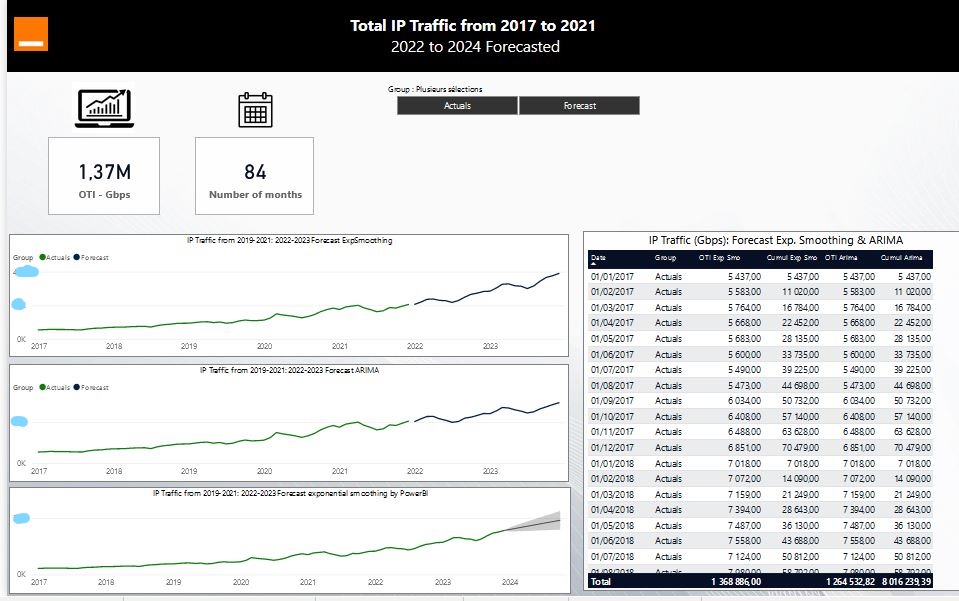 Total IP Traffic from 2017 to 2021
2022 to 2024 Forecasted
Group : Plusieurs sélections
Actuals Forecast
1,37M
OTI - Gbps
84
Number of months
IP Traffic from 2019-2021: 2022-2023 Forecast ExpSmoothing
Group Actuals Forecast
0K
2017 2018 2019 2020 2021 2022 2023
IP Traffic from 2019-2021: 2022-2023 Forecast ARIMA
Group Actuals Forecast
0K
2017 2018 2019 2020 2021 2022 2023
IP Traffic from 2019-2021: 2022-2023 Forecast exponential smoothing by PowerBI
0K
2017 2018 2019 2020 2021 2022 2023 2024
IP Traffic (Gbps): Forecast Exp. Smoothing & ARIMA
Date Group OTI Exp Smo Cumul Exp Smo OTI Arima Cumul Arima
01/01/2017 Actuals 5 437,00 5 437,00 5 437,00 5 437,00
01/02/2017 Actuals 5 583,00 11 020,00 5 583,00 11 020,00
01/03/2017 Actuals 5 764,00 16 784,00 5 764,00 16 784,00
01/04/2017 Actuals 5 668,00 22 452,00 5 668,00 22 452,00
01/05/2017 Actuals 5 683,00 28 135,00 5 683,00 28 135,00
01/06/2017 Actuals 5 600,00 33 735,00 5 600,00 33 735,00
01/07/2017 Actuals 5 490,00 39 225,00 5 490,00 39 225,00
01/08/2017 Actuals 5 473,00 44 698,00 5 473,00 44 698,00
01/09/2017 Actuals 6 034,00 50 732,00 6 034,00 50 732,00
01/10/2017 Actuals 6 408,00 57 140,00 6 408,00 57 140,00
01/11/2017 Actuals 6 488,00 63 628,00 6 488,00 63 628,00
01/12/2017 Actuals 6 851,00 70 479,00 6 851,00 70 479,00
01/01/2018 Actuals 7 018,00 7 018,00 7 018,00 7 018,00
01/02/2018 Actuals 7 072,00 14 090,00 7 072,00 14 090,00
01/03/2018 Actuals 7 159,00 21 249,00 7 159,00 21 249,00
01/04/2018 Actuals 7 394,00 28 643,00 7 394,00 28 643,00
01/05/2018 Actuals 7 487,00 36 130,00 7 487,00 36 130,00
01/06/2018 Actuals 7 558,00 43 688,00 7 558,00 43 688,00
01/07/2018 Actuals 7 124,00 50 812,00 7 124,00 50 812,00
01/08/2018 Actuals
Total 1 368 886,00 1 264 532,82 8 016 239,39